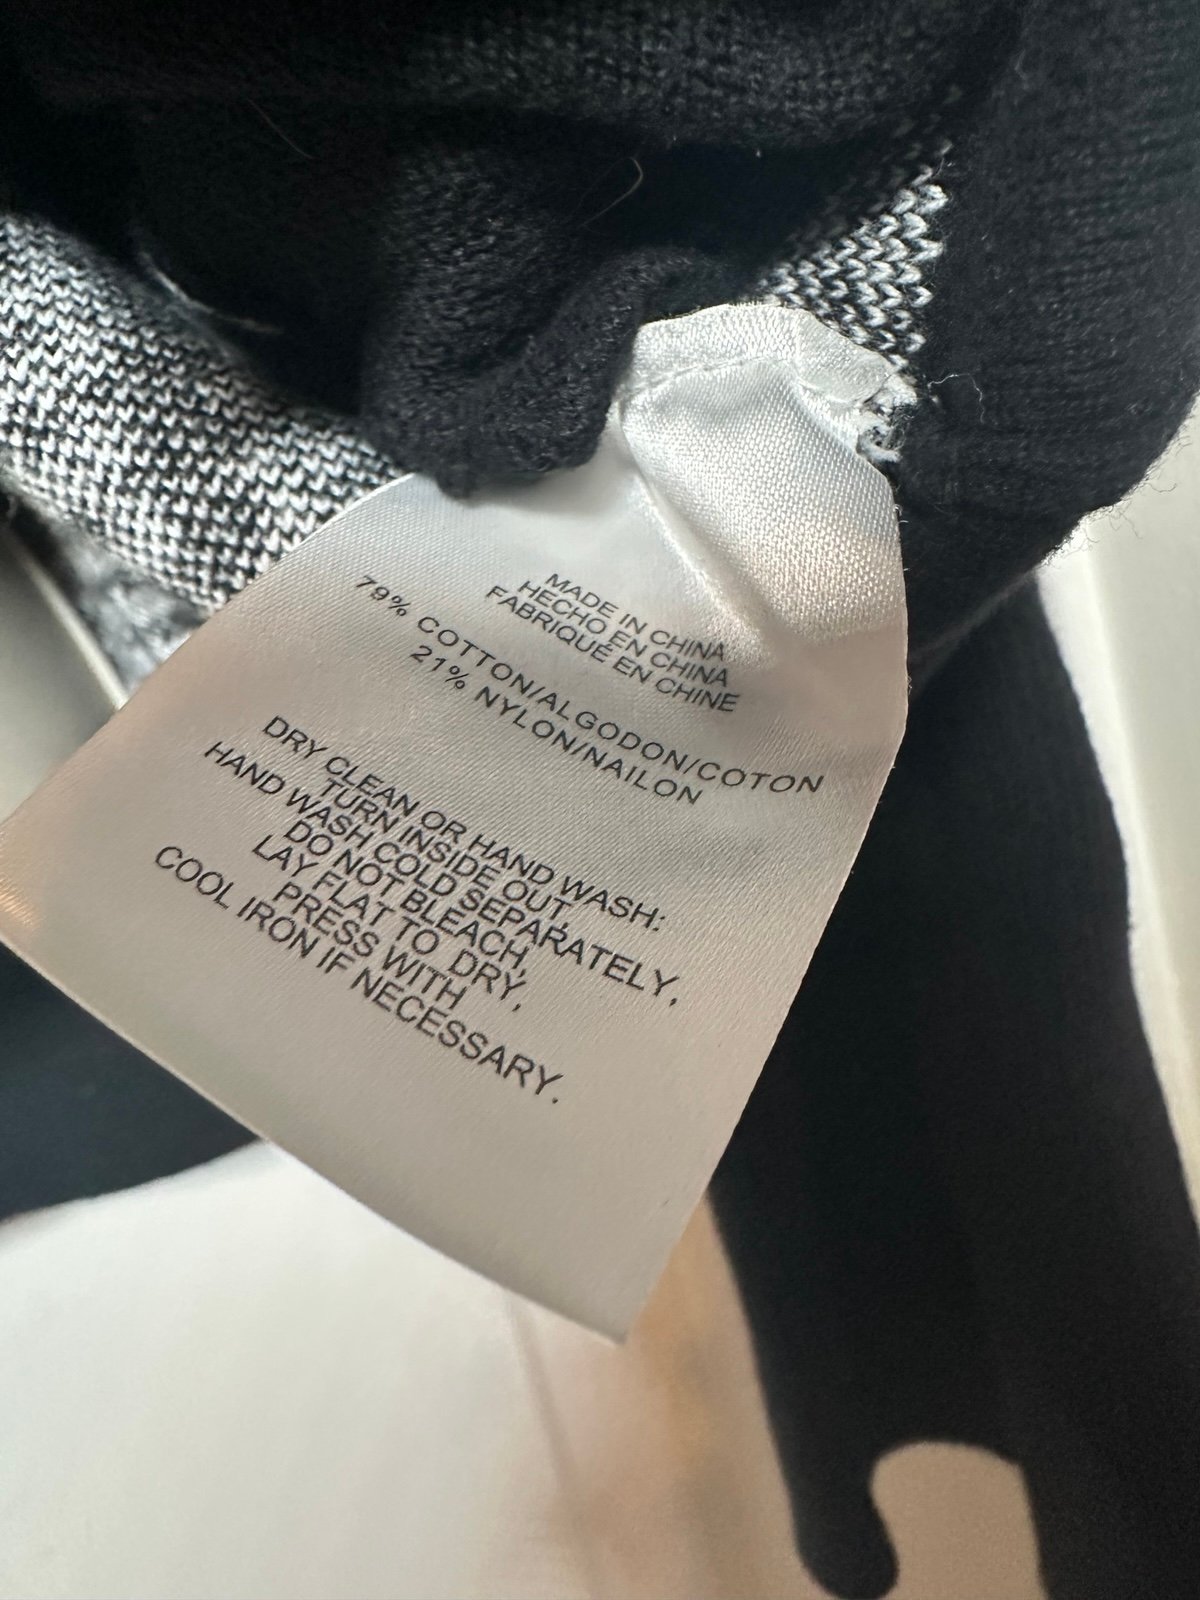 MADE IN CHINA
HECHO EN CHINA
FABRIQUE EN CHINE
79% COTTON/ALGODON/COTON
21% NYLON/NAILON
DRY CLEAN OR HAND WASH:
TURN INSIDE OUT,
HAND WASH COLD SEPARATELY,
DO NOT BLEACH,
LAY FLAT TO DRY,
PRESS WITH
COOL IRON IF NECESSARY.